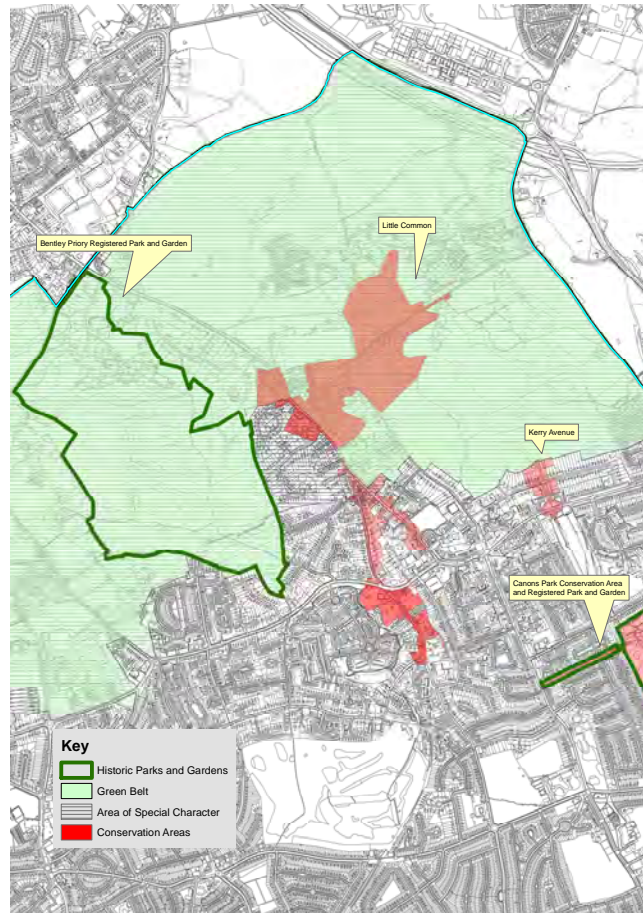 Little Common
Bentley Priory Registered Park and Garden
Kerry Avenue
Canons Park Conservation Area
and Registered Park and Garden
Key
Historic Parks and Gardens
Green Belt
Area of Special Character
Conservation Areas